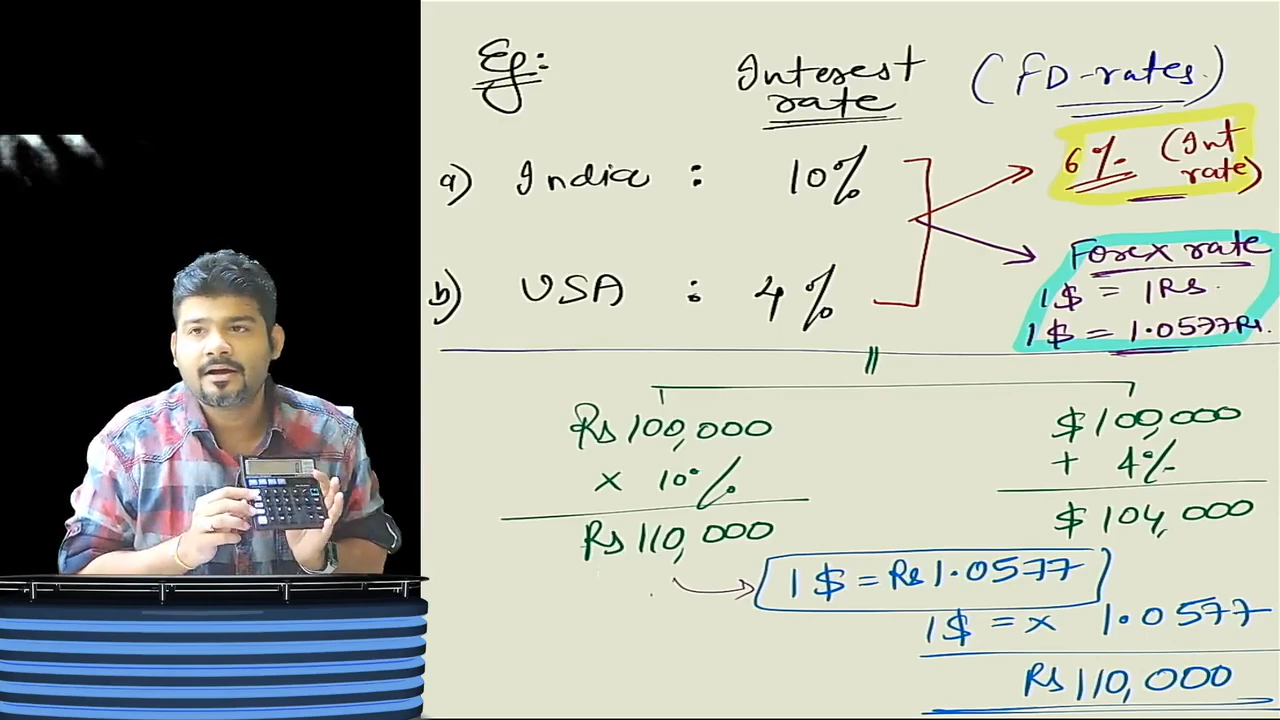 Eg:
Interest rate (FD-rates.)
a) India : 10%
b) USA : 4%
6% (Int rate)
Forex rate
1$ = 1Rs.
1$ = 1.0577Rs.
Rs 100,000
x 10%
Rs 110,000
$ 100,000
+ 4%
$ 104,000
1$ = Rs 1.0577
1$ = x 1.0577
Rs 110,000